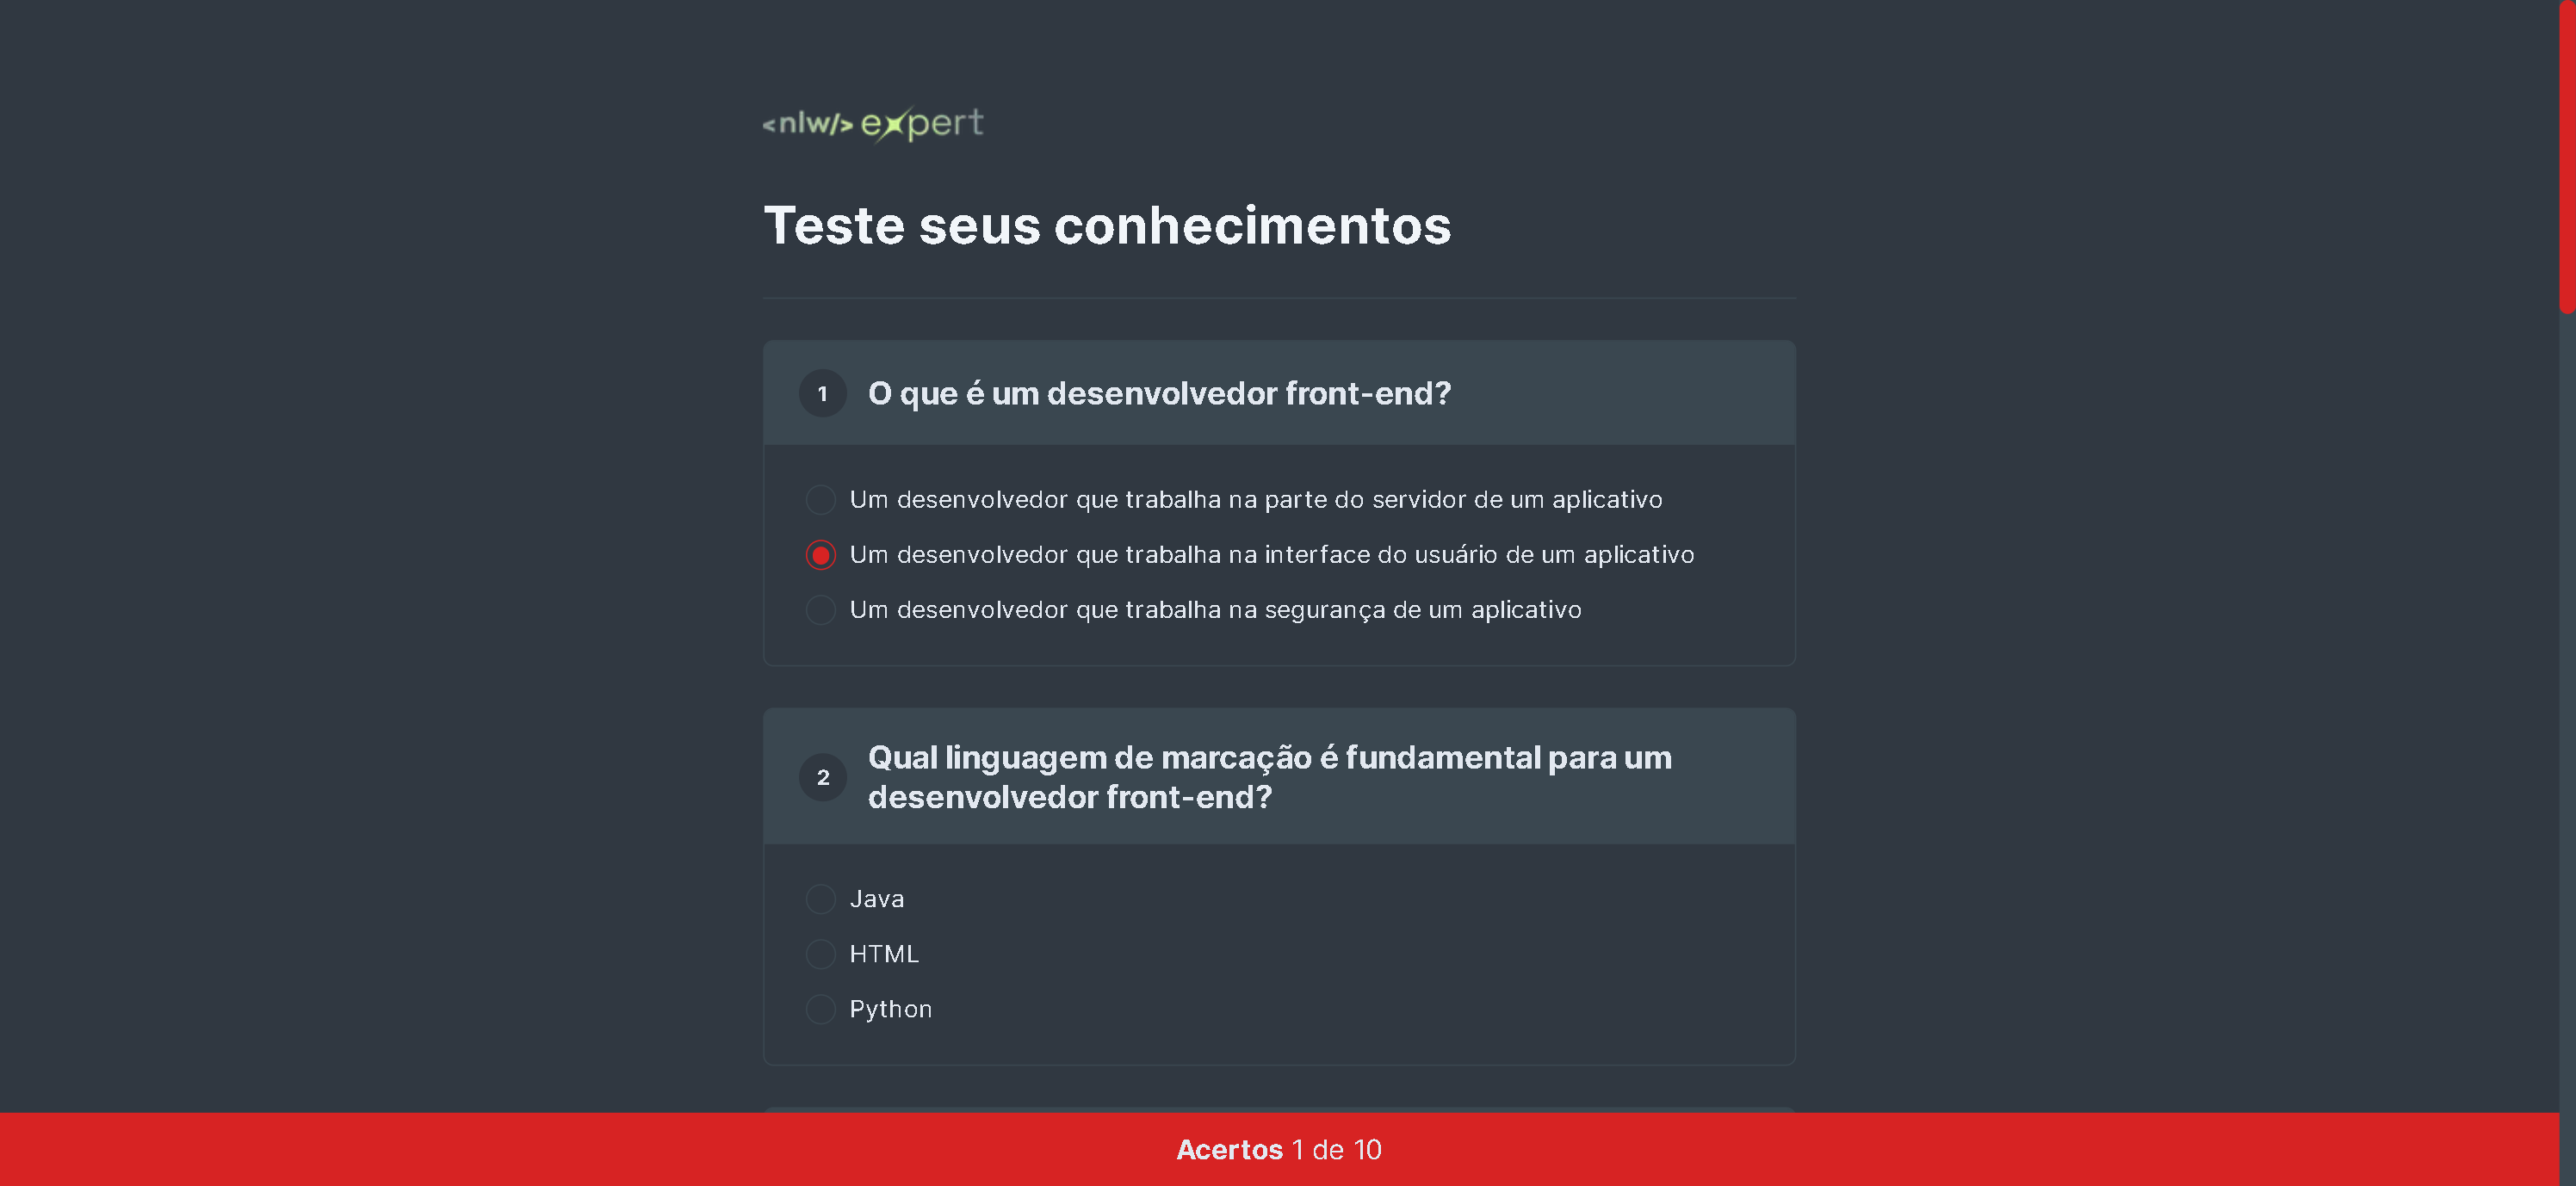 <nlw/> expert
Teste seus conhecimentos
1 O que é um desenvolvedor front-end?
Um desenvolvedor que trabalha na parte do servidor de um aplicativo
Um desenvolvedor que trabalha na interface do usuário de um aplicativo
Um desenvolvedor que trabalha na segurança de um aplicativo
2 Qual linguagem de marcação é fundamental para um
desenvolvedor front-end?
Java
HTML
Python
Acertos 1 de 10